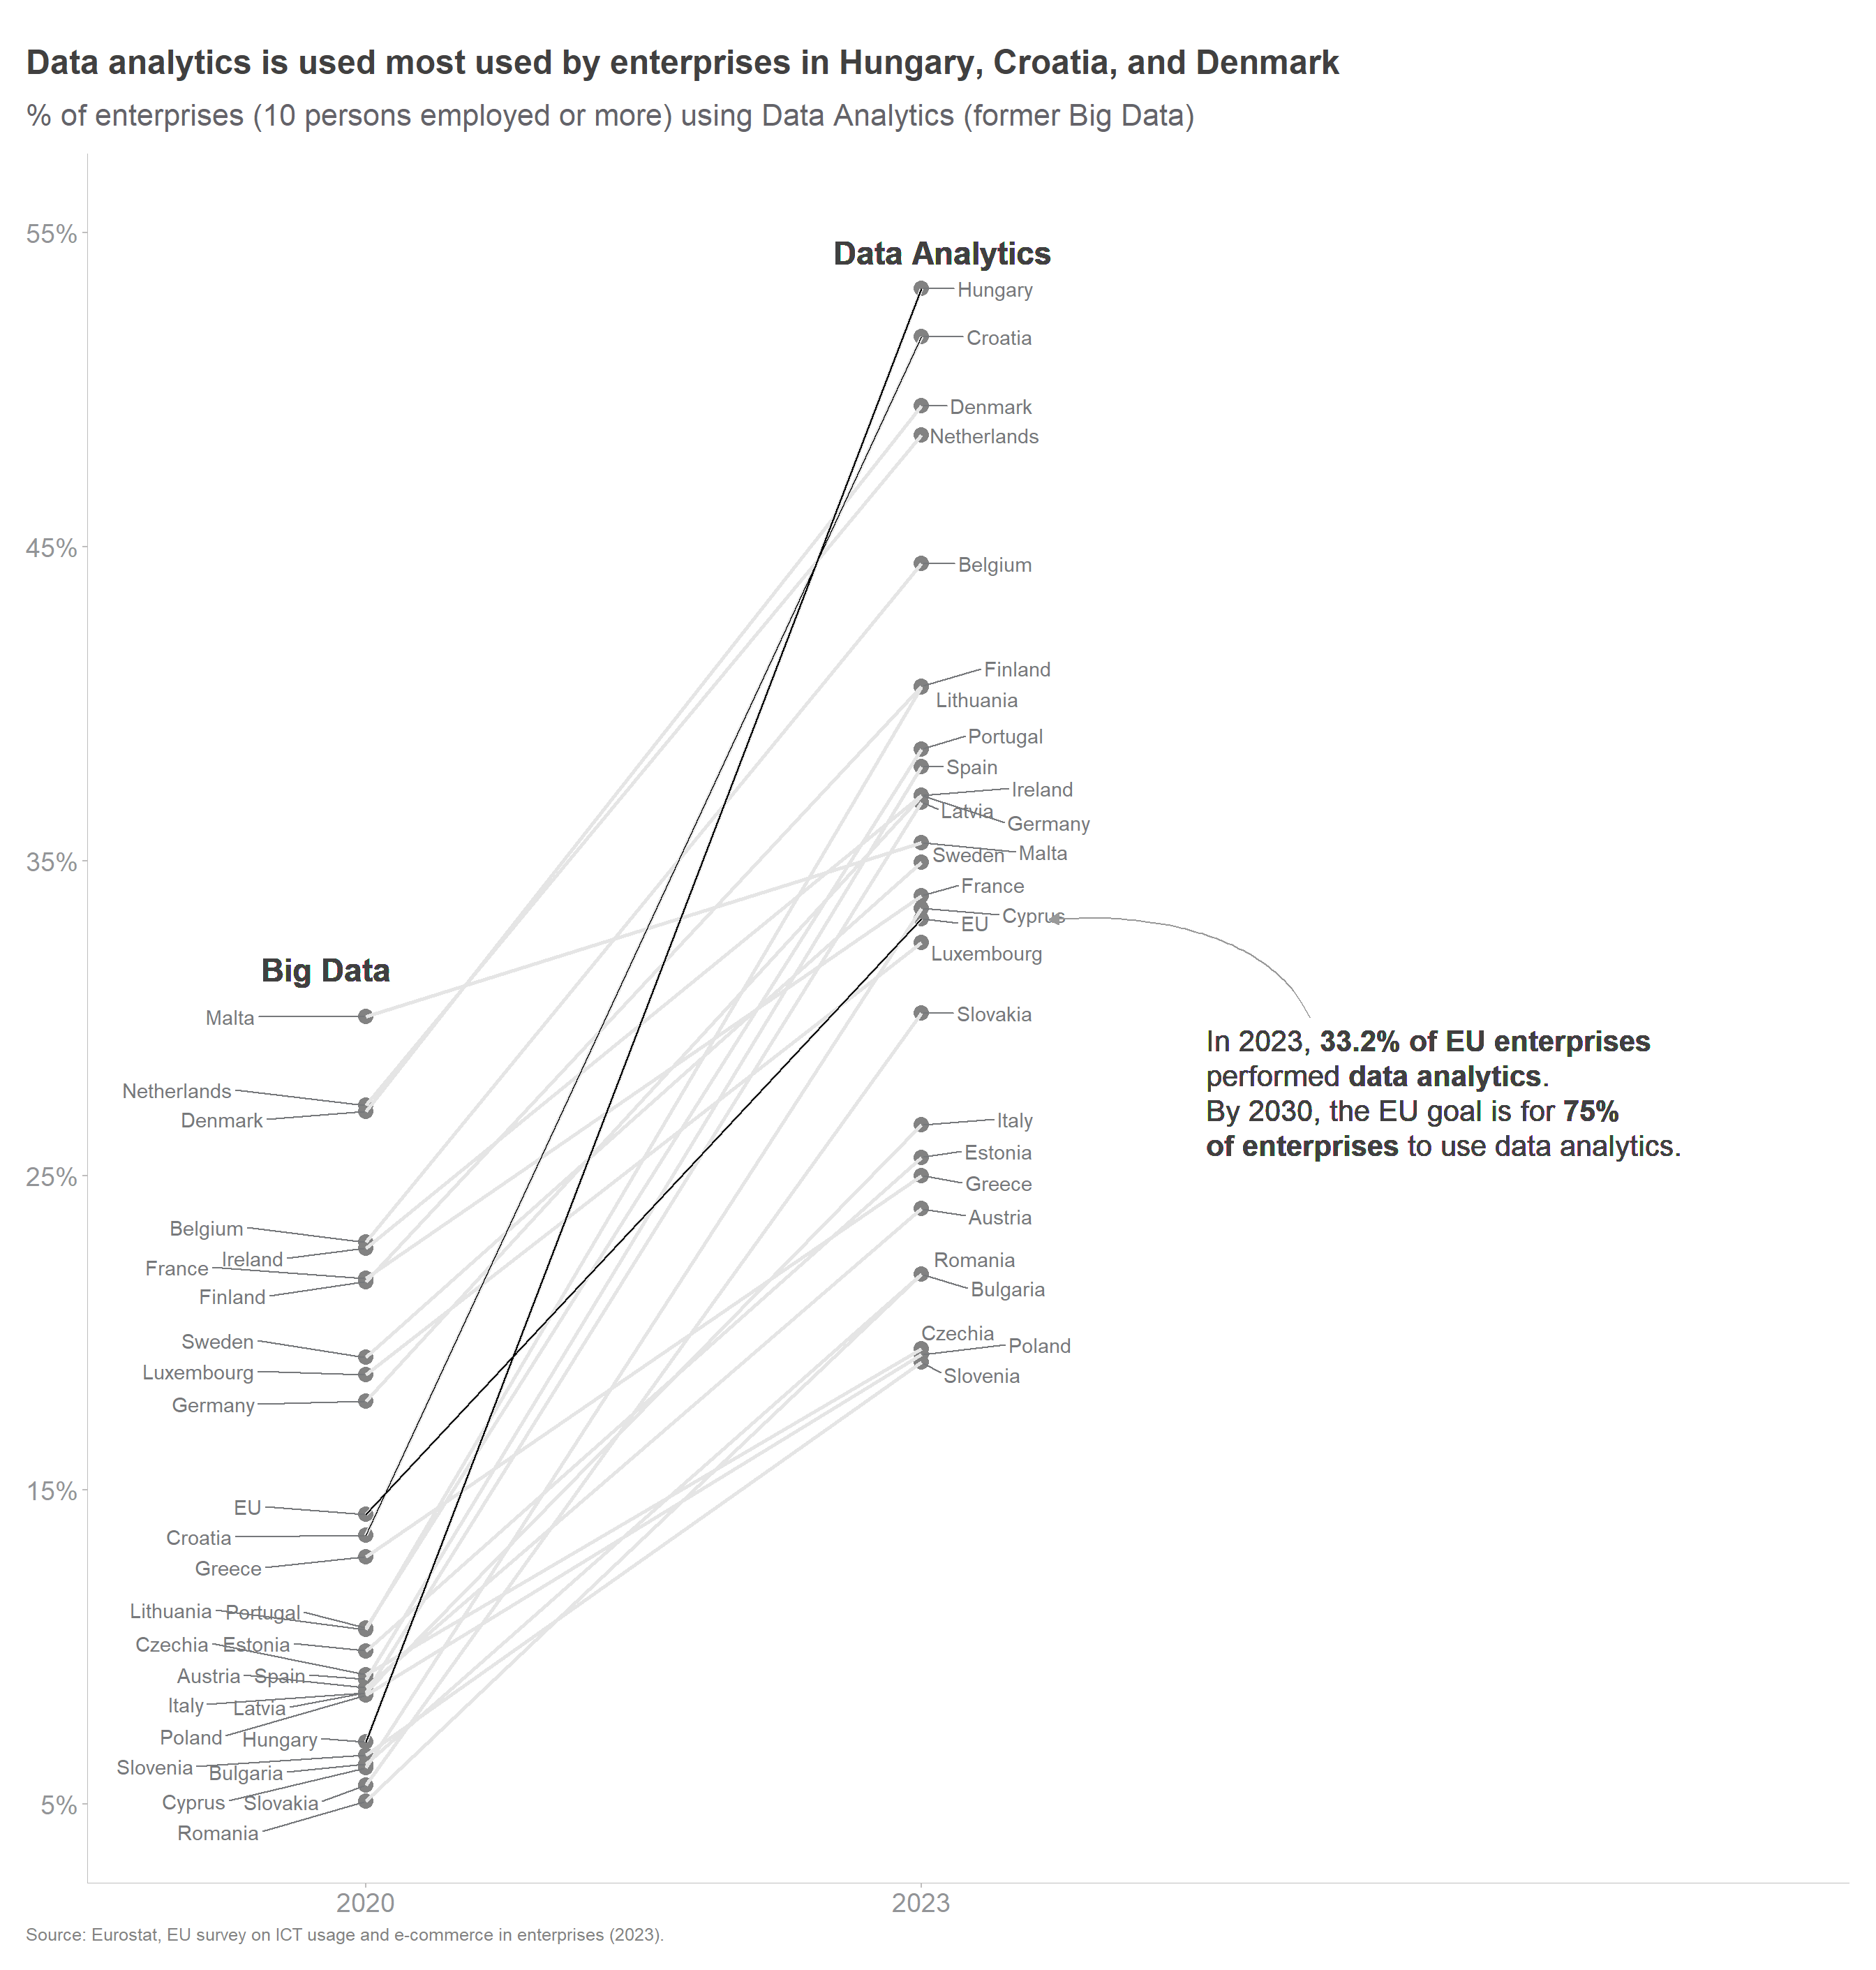 Data analytics is used most used by enterprises in Hungary, Croatia, and Denmark
% of enterprises (10 persons employed or more) using Data Analytics (former Big Data)
55%
45%
35%
25%
15%
5%
Big Data
Malta
Netherlands
Denmark
Belgium
Ireland
France
Finland
Sweden
Luxembourg
Germany
EU
Croatia
Greece
Lithuania Portugal
Czechia Estonia
Austria Spain
Italy Latvia
Poland Hungary
Slovenia Bulgaria
Cyprus Slovakia
Romania
Data Analytics
Hungary
Croatia
Denmark
Netherlands
Belgium
Finland
Lithuania
Portugal
Spain
Ireland
Latvia
Germany
Sweden Malta
France
EU Cyprus
Luxembourg
Slovakia
Italy
Estonia
Greece
Austria
Romania
Bulgaria
Czechia
Poland
Slovenia
In 2023, 33.2% of EU enterprises
performed data analytics.
By 2030, the EU goal is for 75%
of enterprises to use data analytics.
2020
2023
Source: Eurostat, EU survey on ICT usage and e-commerce in enterprises (2023).